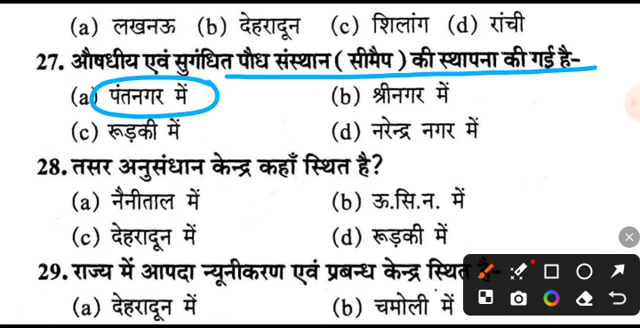 (a) लखनऊ (b) देहरादून (c) शिलांग (d) रांची
27. औषधीय एवं सुगंधित पौध संस्थान ( सीमैप ) की स्थापना की गई है-
(a) पंतनगर में (b) श्रीनगर में
(c) रूड़की में (d) नरेन्द्र नगर में
28. तसर अनुसंधान केन्द्र कहाँ स्थित है?
(a) नैनीताल में (b) ऊ.सि.न. में
(c) देहरादून में (d) रूड़की में
29. राज्य में आपदा न्यूनीकरण एवं प्रबन्ध केन्द्र स्थित
(a) देहरादून में (b) चमोली में